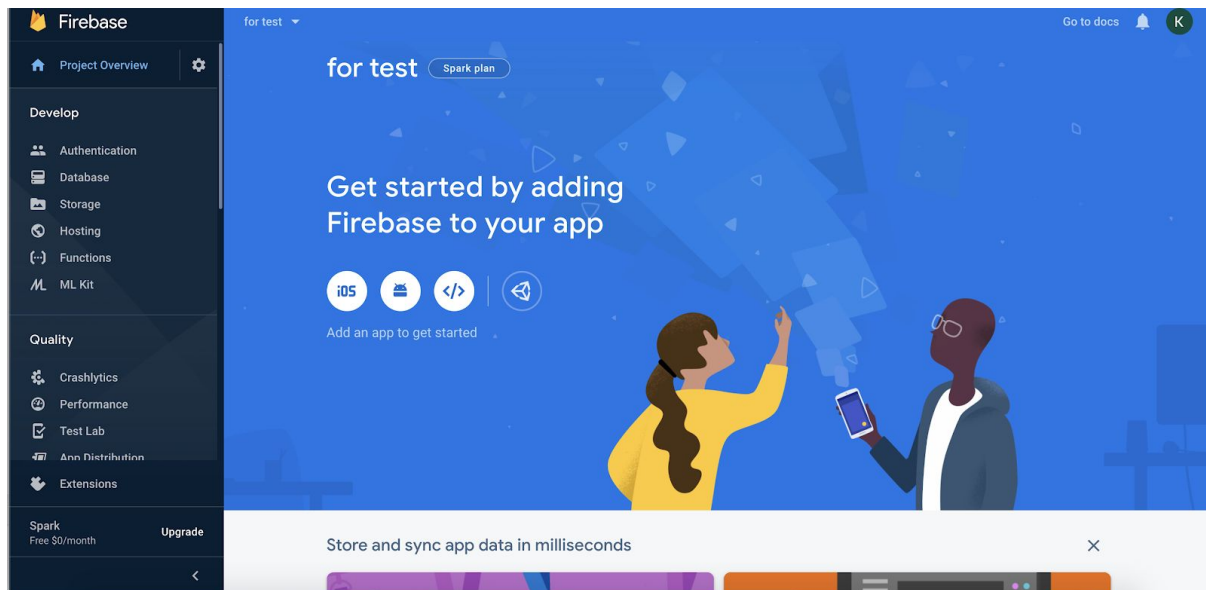 Firebase
for test
Go to docs
K
Project Overview
for test
Spark plan
Develop
Authentication
Database
Storage
Hosting
Functions
ML Kit
Get started by adding
Firebase to your app
iOS
</>
Add an app to get started
Quality
Crashlytics
Performance
Test Lab
App Distribution
Extensions
Spark
Free $0/month
Upgrade
Store and sync app data in milliseconds